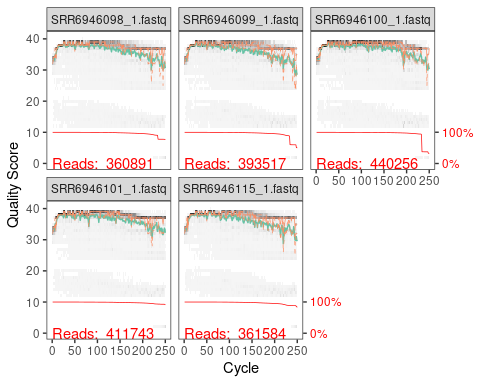 SRR6946098_1.fastq SRR6946099_1.fastq SRR6946100_1.fastq
40
30
20
10 100%
0 Reads: 360891 Reads: 393517 Reads: 440256 0%
0 50 100 150 200 250
SRR6946101_1.fastq SRR6946115_1.fastq
40
30
20
10 100%
0 Reads: 411743 Reads: 361584 0%
0 50 100 150 200 250 0 50 100 150 200 250
Quality Score
Cycle